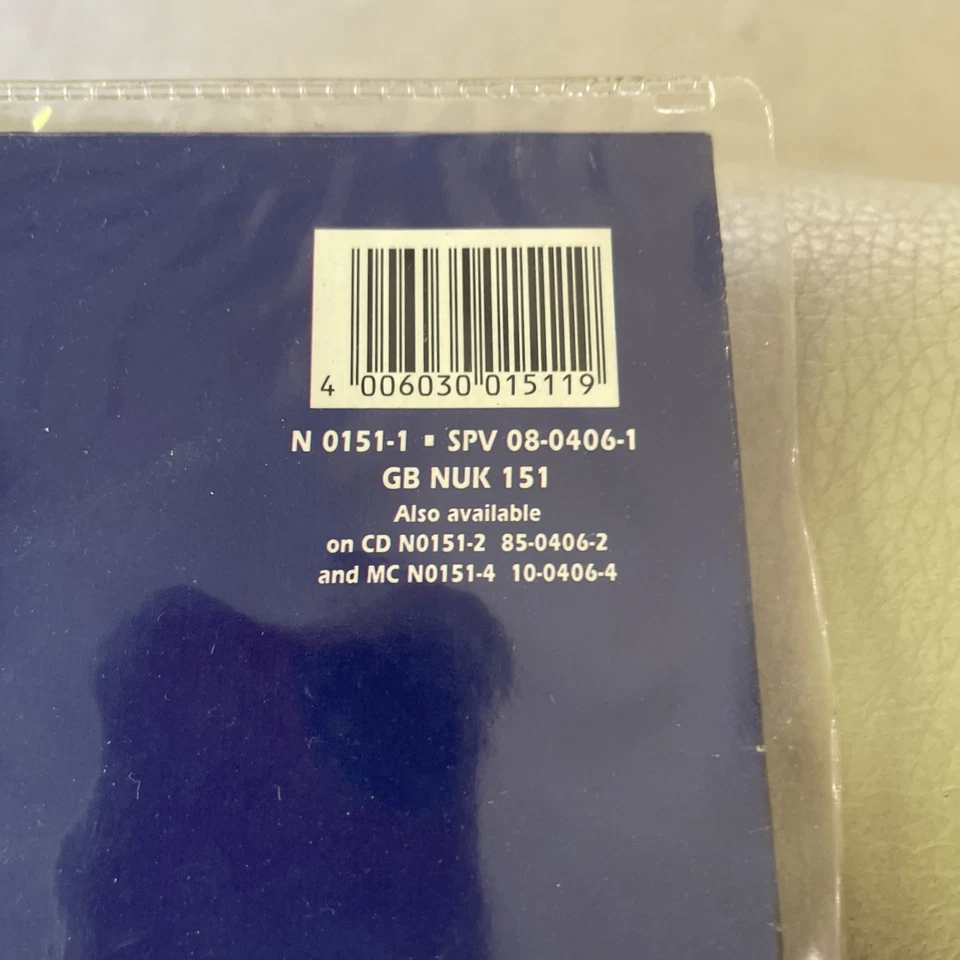 4 006030 015119
N 0151-1 ▪ SPV 08-0406-1
GB NUK 151
Also available
on CD N0151-2 85-0406-2
and MC N0151-4 10-0406-4